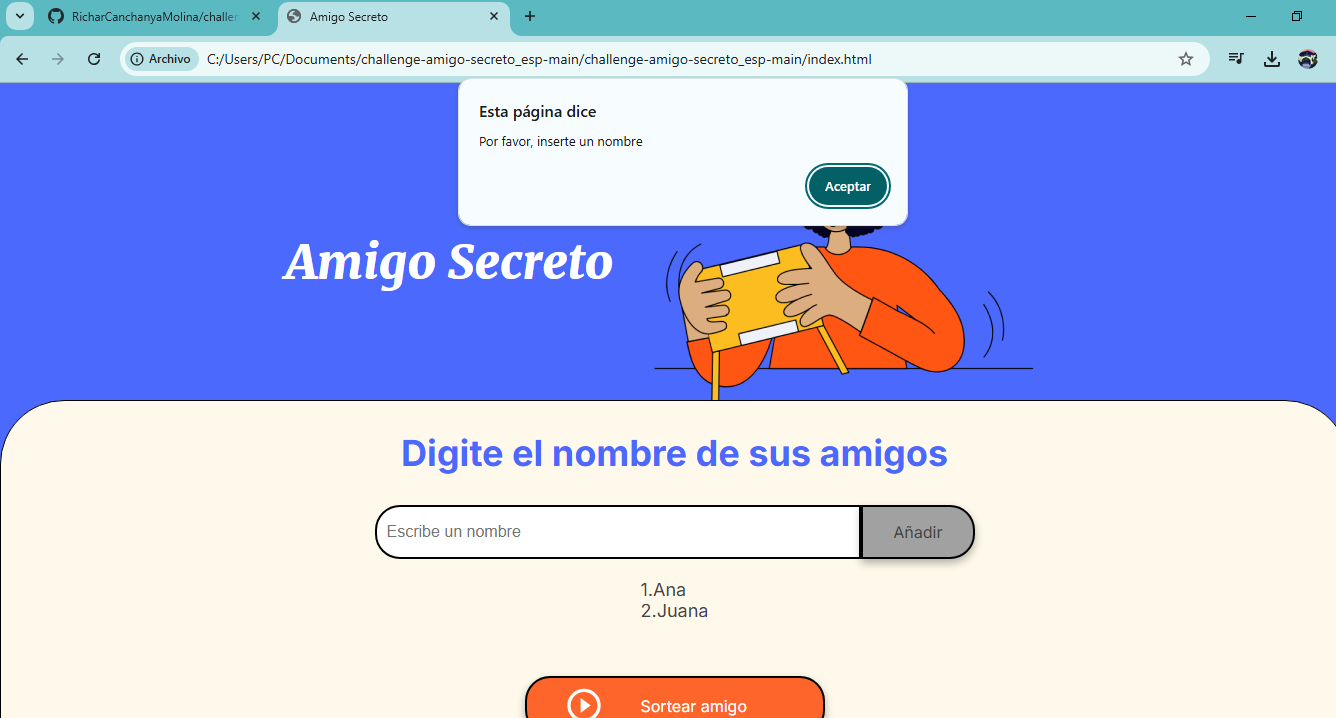 RicharCanchanyaMolina/challer
Amigo Secreto
Archivo
C:/Users/PC/Documents/challenge-amigo-secreto_esp-main/challenge-amigo-secreto_esp-main/index.html
Esta página dice
Por favor, inserte un nombre
Aceptar
Amigo Secreto
Digite el nombre de sus amigos
Escribe un nombre
Añadir
1.Ana
2.Juana
Sortear amigo